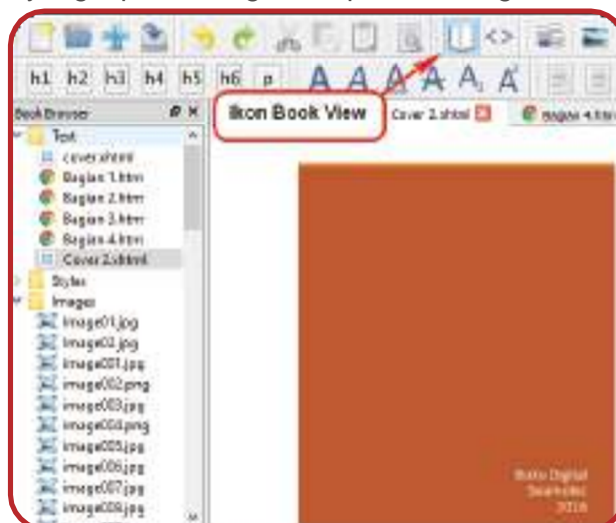 h1 h2 h3 h4 h5 h6 p A A A A A A
Book Browser
Ikon Book View
Cover 2.xhtml
Bagian 4.htm
Text
cover.xhtml
Bagian 1.htm
Bagian 2.htm
Bagian 3.htm
Bagian 4.htm
Cover 2.xhtml
Styles
Images
Image01.jpg
Image02.jpg
image001.jpg
image002.png
image003.jpg
image004.png
image005.jpg
image006.jpg
image007.jpg
image008.jpg
Buku Digital
2016